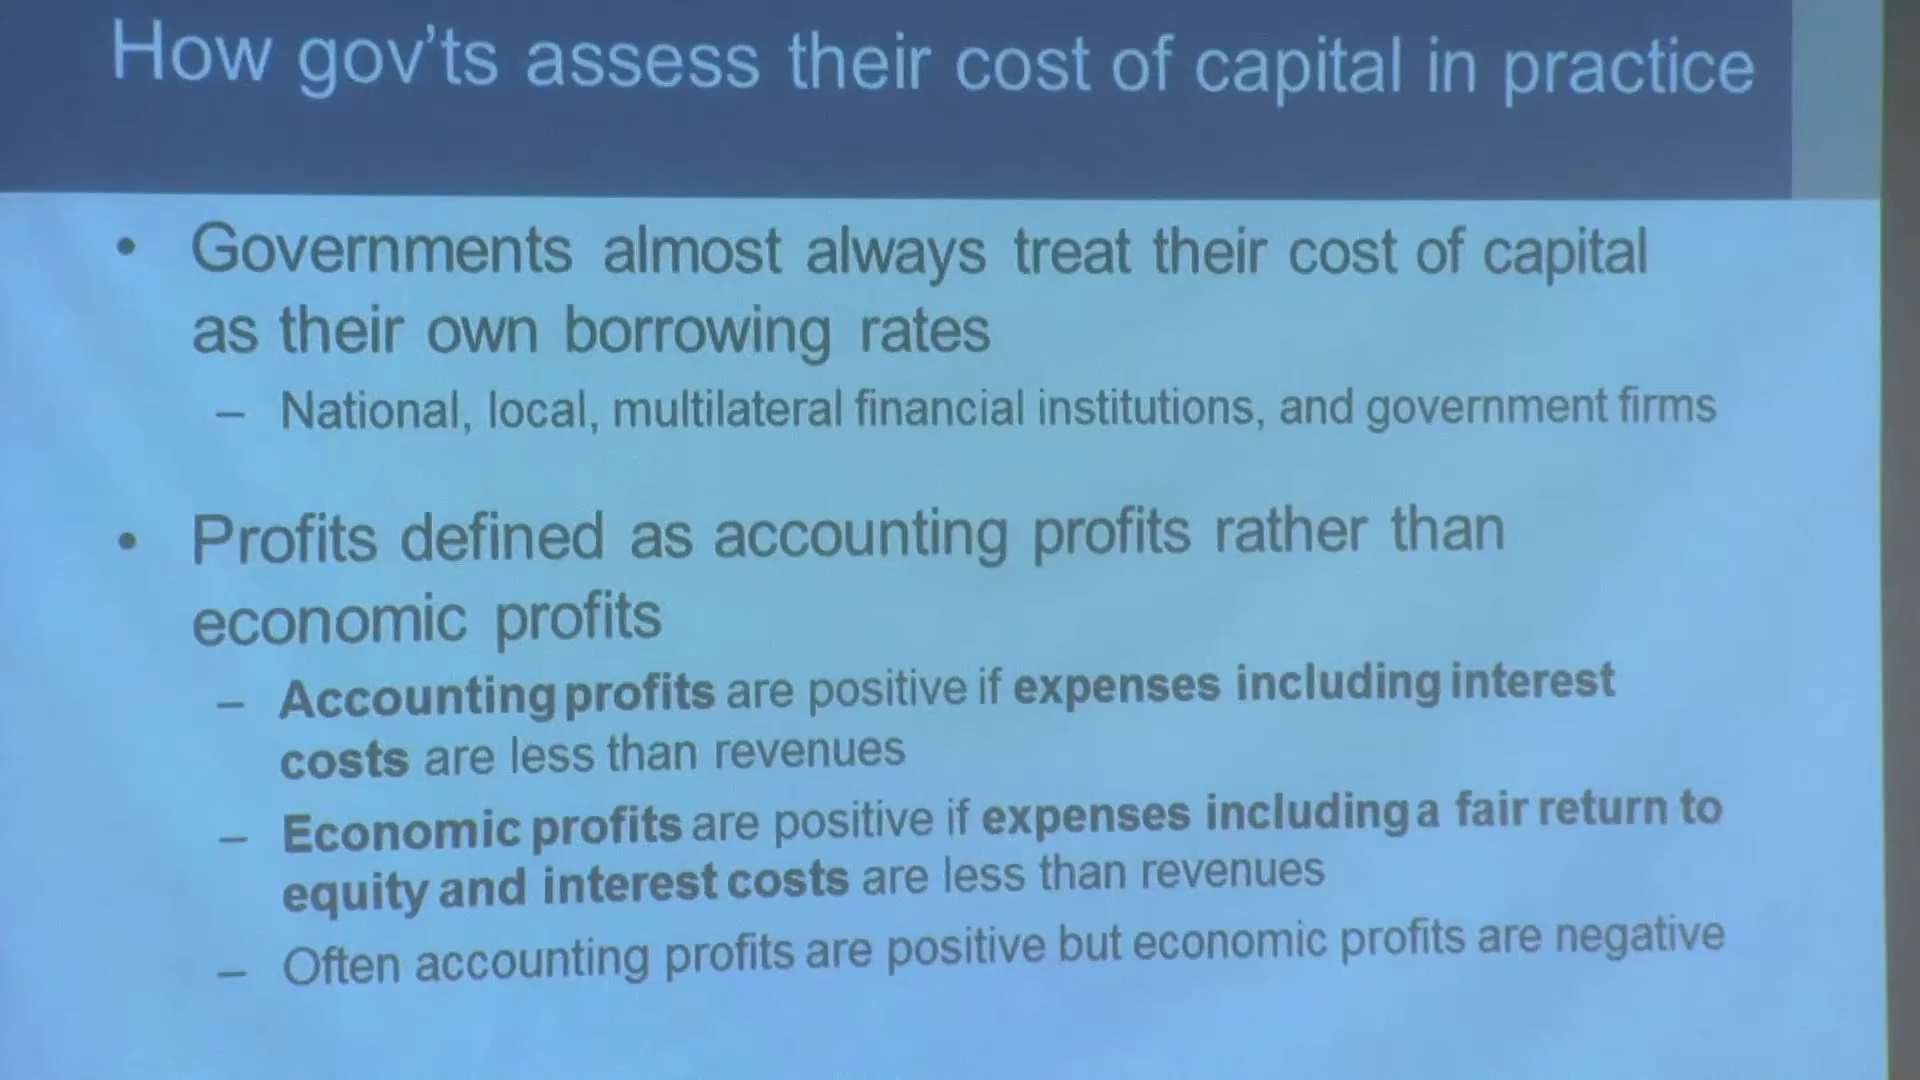 How gov'ts assess their cost of capital in practice
• Governments almost always treat their cost of capital
as their own borrowing rates
– National, local, multilateral financial institutions, and government firms
• Profits defined as accounting profits rather than
economic profits
– Accounting profits are positive if expenses including interest
costs are less than revenues
– Economic profits are positive if expenses including a fair return to
equity and interest costs are less than revenues
– Often accounting profits are positive but economic profits are negative